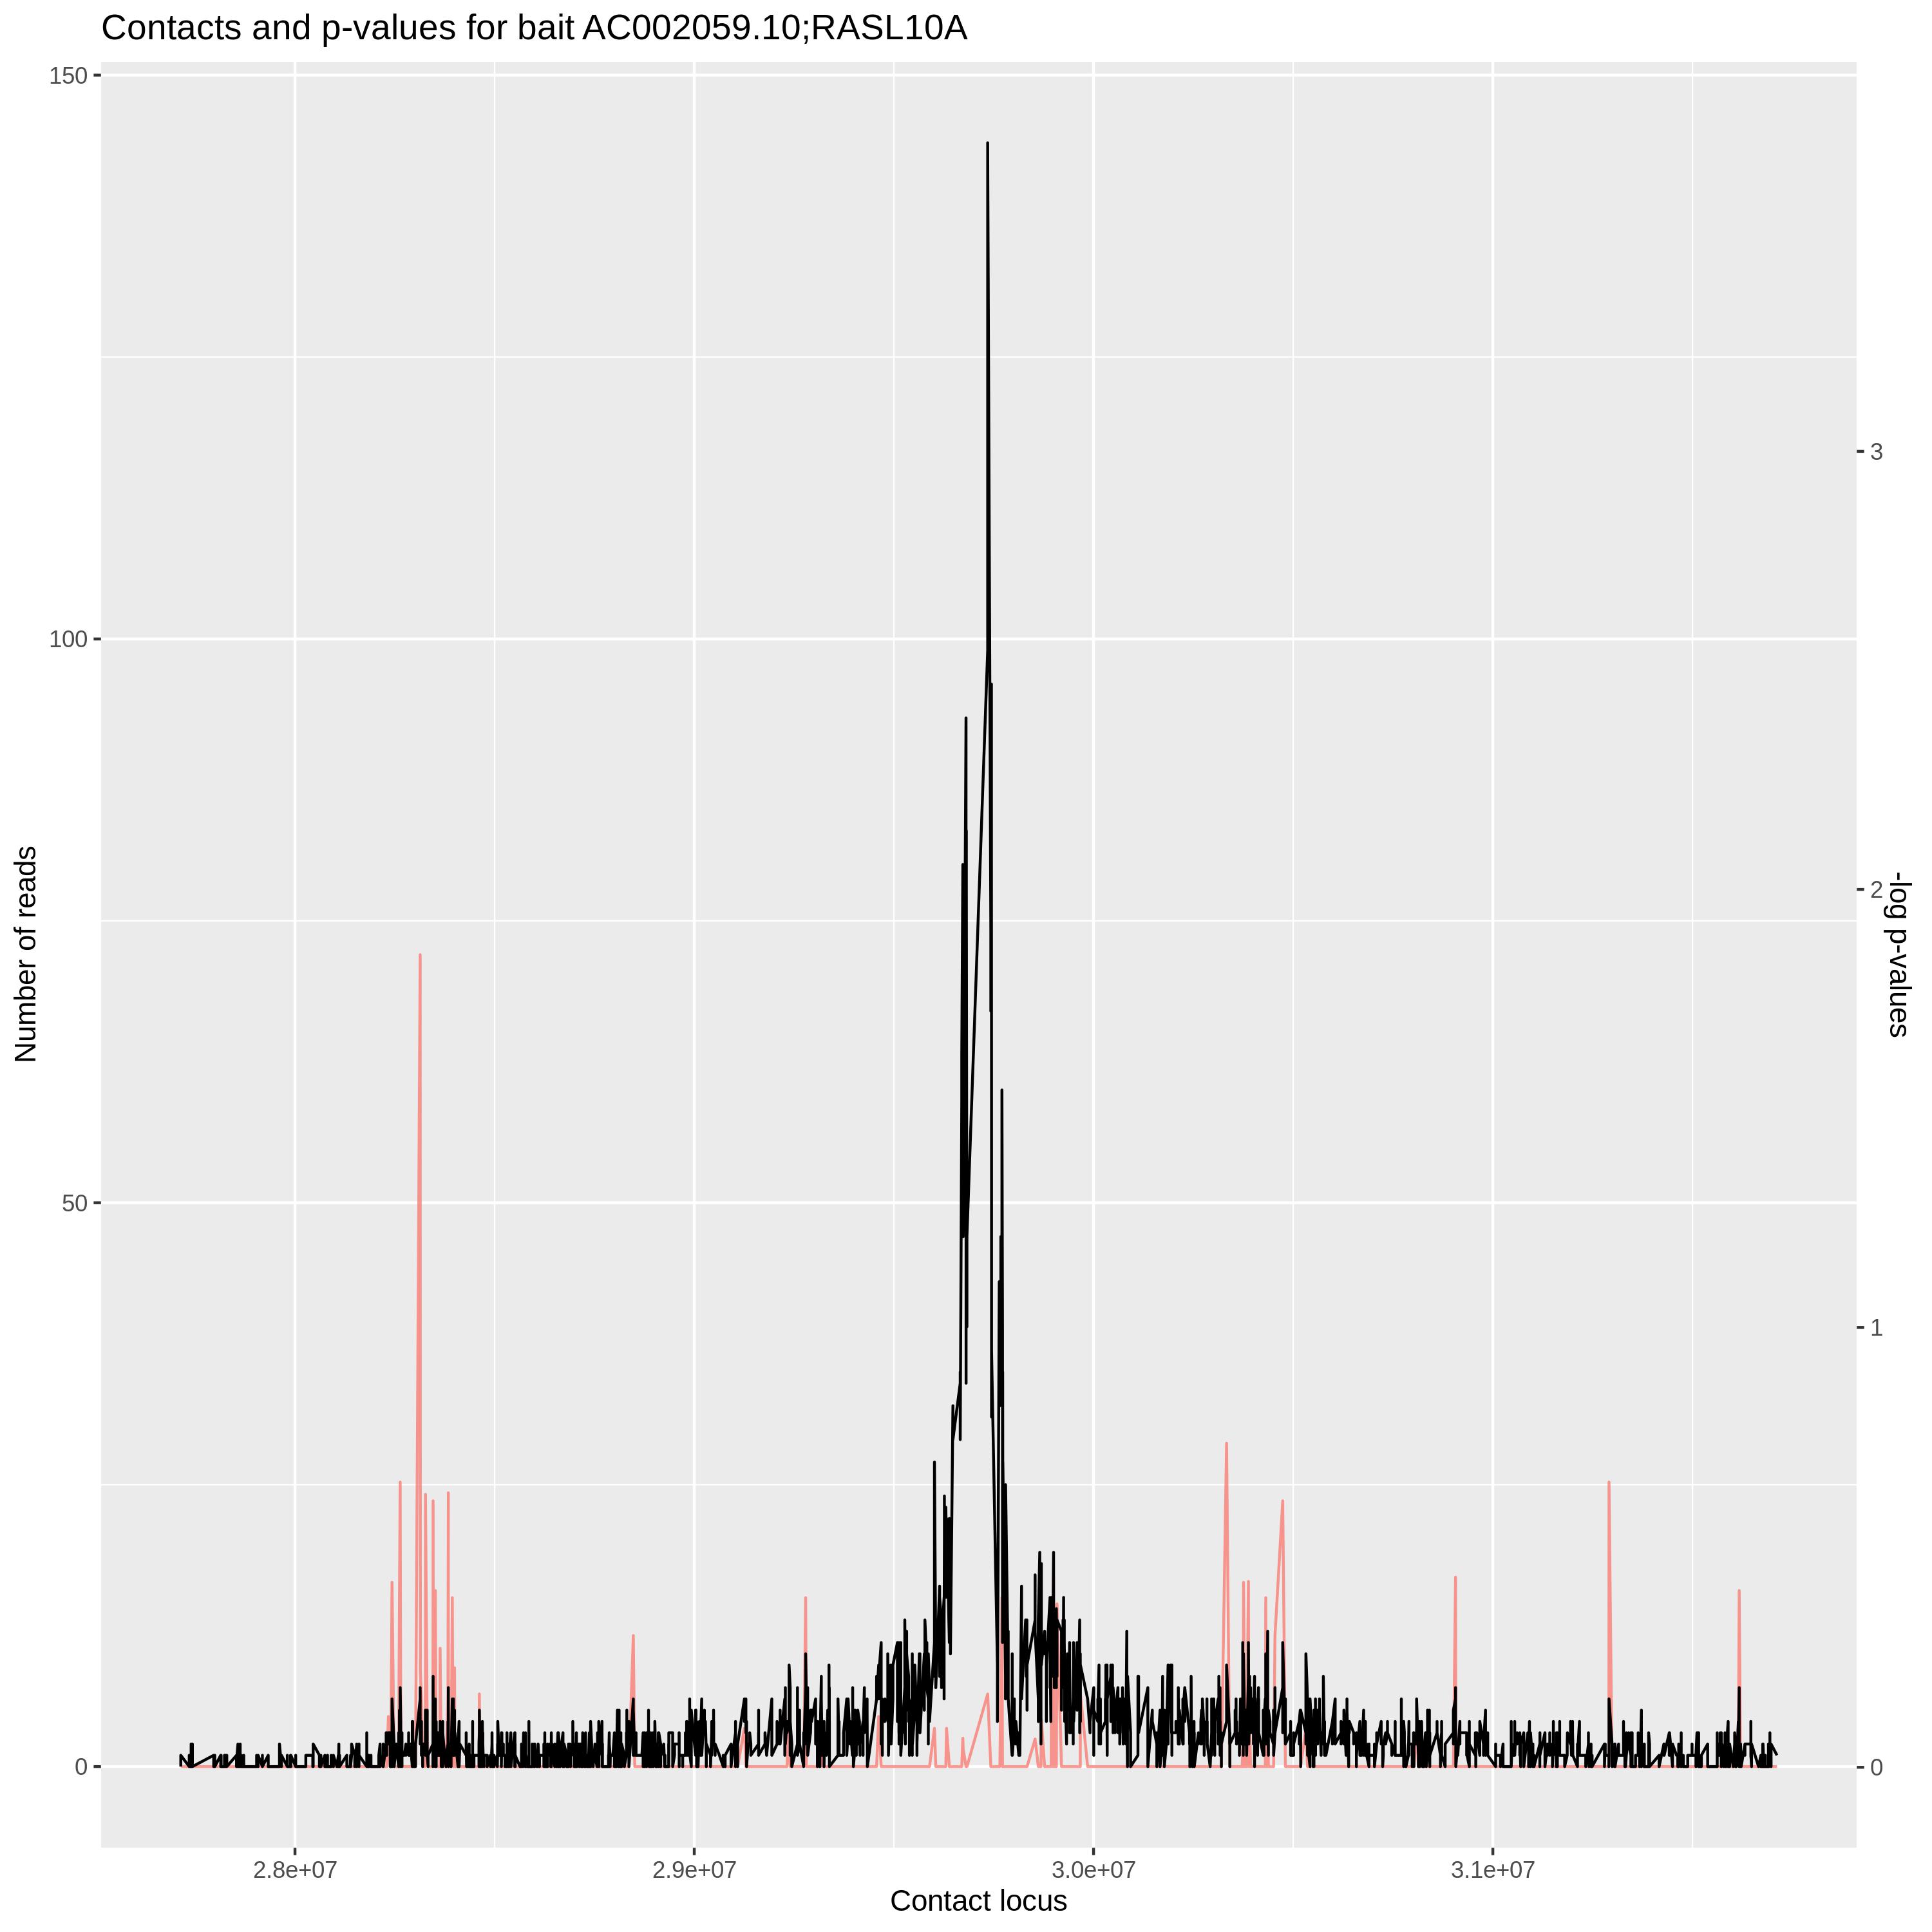 Contacts and p-values for bait AC002059.10;RASL10A
150
100
50
0
Number of reads
3
2
1
0
-log p-values
2.8e+07
2.9e+07
3.0e+07
3.1e+07
Contact locus